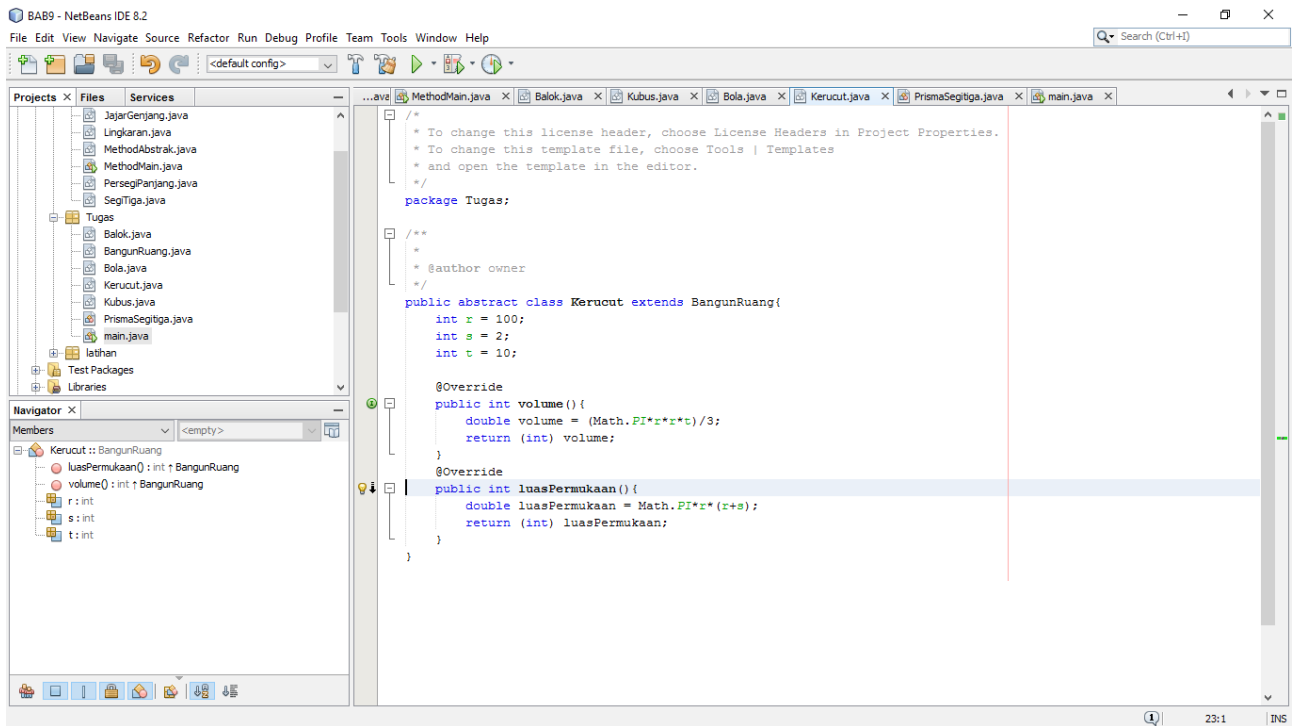 BAB9 - NetBeans IDE 8.2
File Edit View Navigate Source Refactor Run Debug Profile Team Tools Window Help
Search (Ctrl+I)
<default config>
Projects Files Services
...ava MethodMain.java Balok.java Kubus.java Bola.java Kerucut.java PrismaSegitiga.java main.java
JajarGenjang.java
Lingkaran.java
MethodAbstrak.java
MethodMain.java
PersegiPanjang.java
SegiTiga.java
Tugas
Balok.java
BangunRuang.java
Bola.java
Kerucut.java
Kubus.java
PrismaSegitiga.java
main.java
latihan
Test Packages
Libraries
Navigator
Members <empty>
Kerucut :: BangunRuang
luasPermukaan() : int ↑ BangunRuang
volume() : int ↑ BangunRuang
r : int
s : int
t : int
/*
* To change this license header, choose License Headers in Project Properties.
* To change this template file, choose Tools | Templates
* and open the template in the editor.
*/
package Tugas;
/**
*
* @author owner
*/
public abstract class Kerucut extends BangunRuang{
int r = 100;
int s = 2;
int t = 10;
@Override
public int volume(){
double volume = (Math.PI*r*r*t)/3;
return (int) volume;
}
@Override
public int luasPermukaan(){
double luasPermukaan = Math.PI*r*(r+s);
return (int) luasPermukaan;
}
}
1
23:1 INS